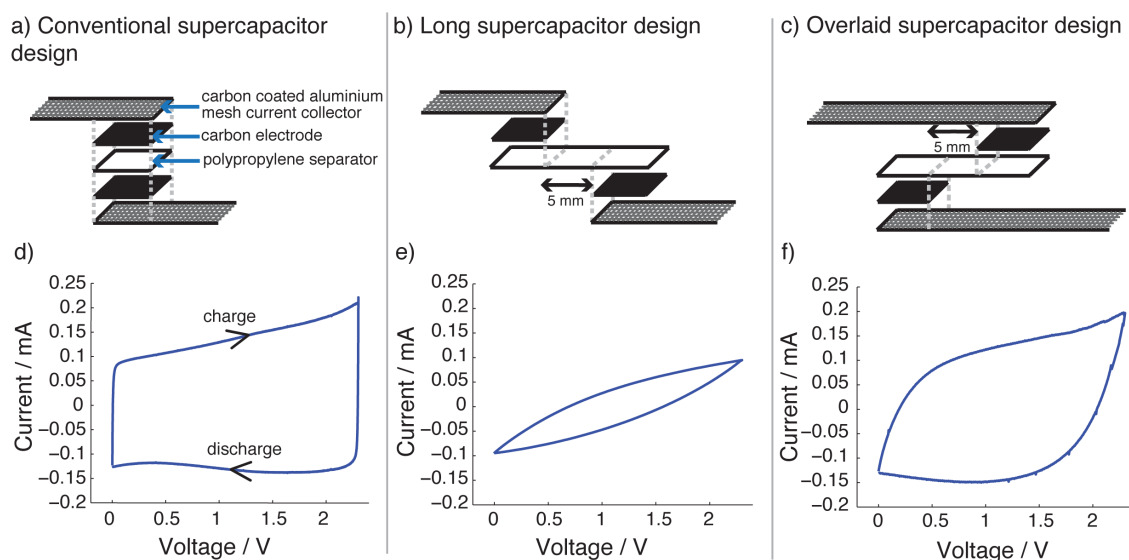 a) Conventional supercapacitor
design
carbon coated aluminium
mesh current collector
carbon electrode
polypropylene separator
b) Long supercapacitor design
5 mm
c) Overlaid supercapacitor design
5 mm
d)
0.25
0.2
0.15
0.1
0.05
0
−0.05
−0.1
−0.15
−0.2
Current / mA
charge
discharge
0
0.5
1
1.5
2
Voltage / V
e)
0.25
0.2
0.15
0.1
0.05
0
−0.05
−0.1
−0.15
−0.2
Current / mA
0
0.5
1
1.5
2
Voltage / V
f)
0.25
0.2
0.15
0.1
0.05
0
−0.05
−0.1
−0.15
−0.2
Current / mA
0
0.5
1
1.5
2
Voltage / V